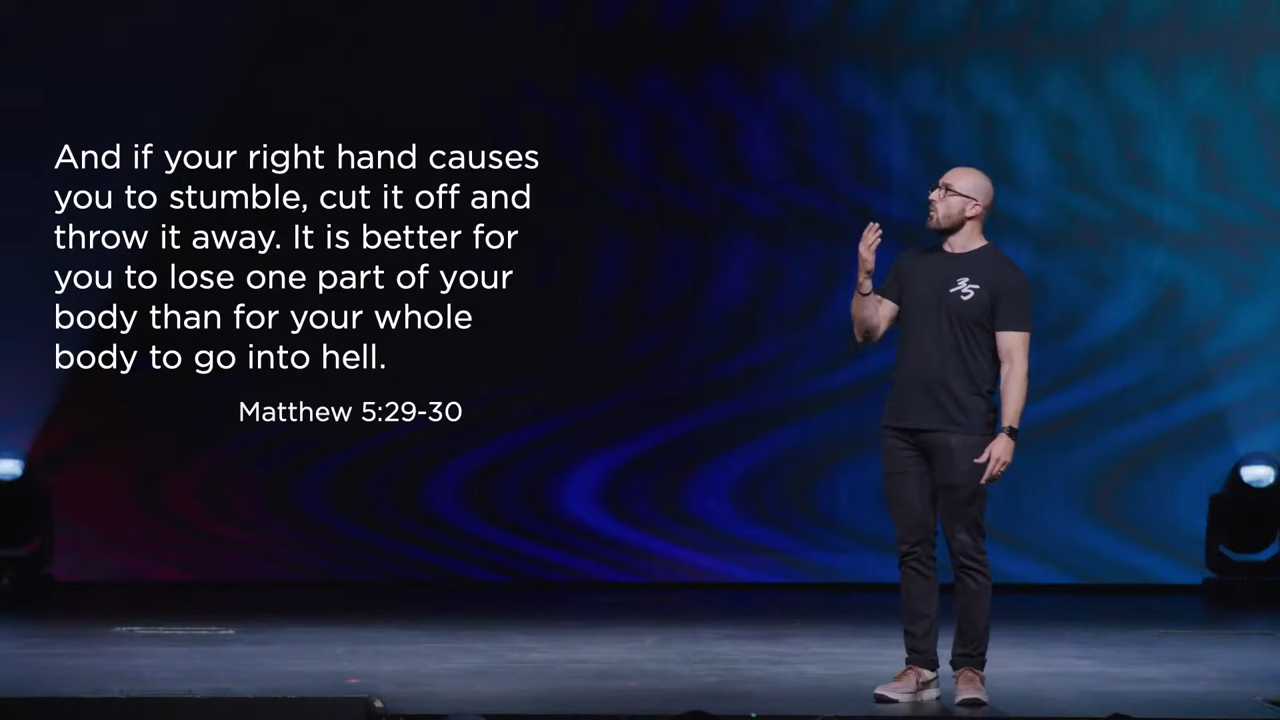 And if your right hand causes
you to stumble, cut it off and
throw it away. It is better for
you to lose one part of your
body than for your whole
body to go into hell.
Matthew 5:29-30
35